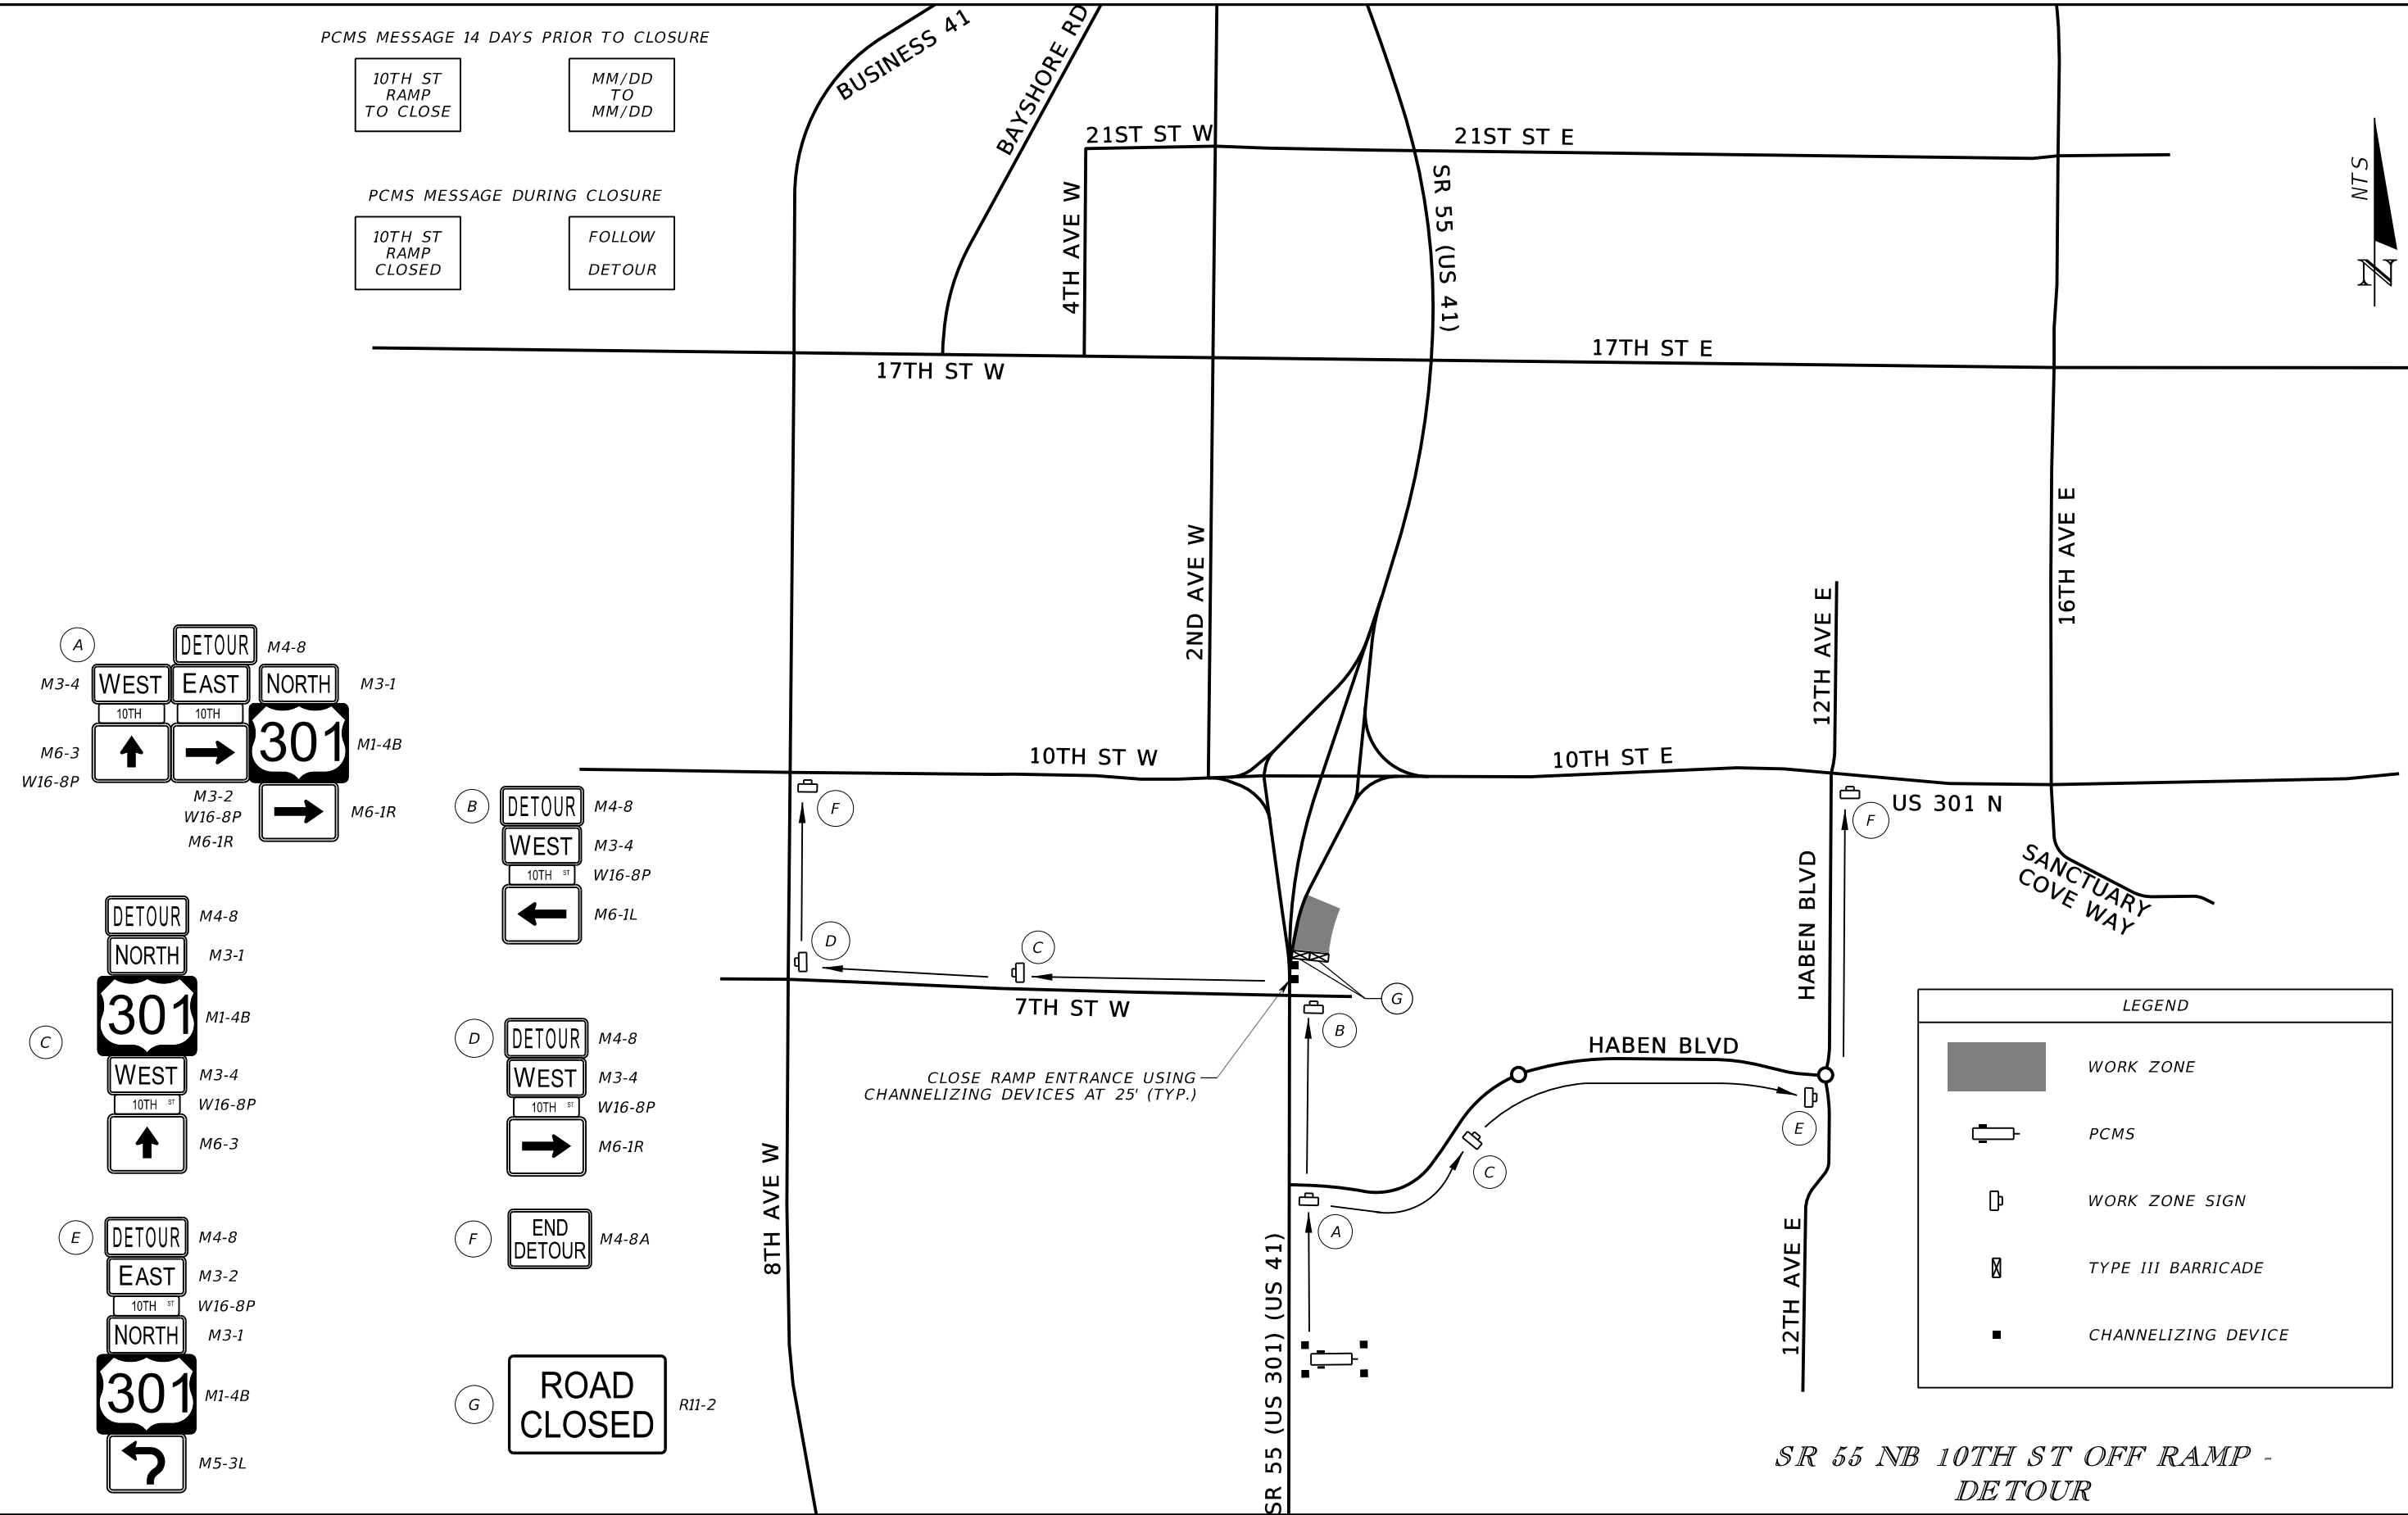 PCMS MESSAGE 14 DAYS PRIOR TO CLOSURE
10TH ST
RAMP
TO CLOSE
MM/DD
TO
MM/DD
PCMS MESSAGE DURING CLOSURE
10TH ST
RAMP
CLOSED
FOLLOW
DETOUR
BUSINESS 41
BAYSHORE RD
21ST ST W
21ST ST E
4TH AVE W
SR 55 (US 41)
NTS
N
17TH ST W
17TH ST E
2ND AVE W
12TH AVE E
16TH AVE E
10TH ST W
10TH ST E
US 301 N
SANCTUARY
COVE WAY
HABEN BLVD
HABEN BLVD
7TH ST W
8TH AVE W
SR 55 (US 301) (US 41)
12TH AVE E
F
D
C
G
B
A
C
E
F
CLOSE RAMP ENTRANCE USING
CHANNELIZING DEVICES AT 25' (TYP.)
A
DETOUR M4-8
M3-4 WEST EAST NORTH M3-1
10TH 10TH
301 M1-4B
M6-3
W16-8P
M3-2
W16-8P
M6-1R
M6-1R
B
DETOUR M4-8
WEST M3-4
10TH ST W16-8P
M6-1L
C
DETOUR M4-8
NORTH M3-1
301 M1-4B
WEST M3-4
10TH ST W16-8P
M6-3
D
DETOUR M4-8
WEST M3-4
10TH ST W16-8P
M6-1R
E
DETOUR M4-8
EAST M3-2
10TH ST W16-8P
NORTH M3-1
301 M1-4B
M5-3L
F
END
DETOUR M4-8A
G
ROAD
CLOSED R11-2
LEGEND
WORK ZONE
PCMS
WORK ZONE SIGN
TYPE III BARRICADE
CHANNELIZING DEVICE
SR 55 NB 10TH ST OFF RAMP -
DETOUR